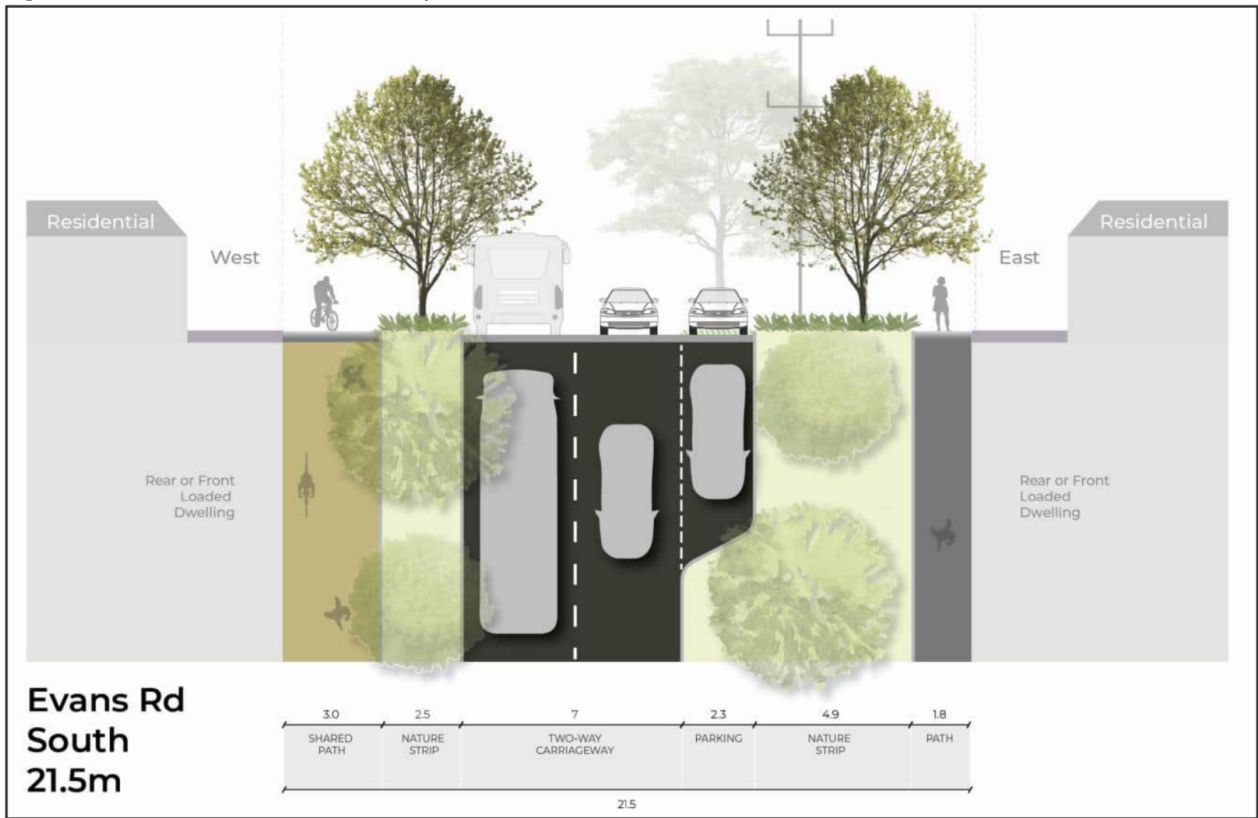 Residential
West
East
Residential
Rear or Front
Loaded
Dwelling
Rear or Front
Loaded
Dwelling
Evans Rd
South
21.5m
3.0
2.5
7
2.3
4.9
1.8
SHARED
PATH
NATURE
STRIP
TWO-WAY
CARRIAGEWAY
PARKING
NATURE
STRIP
PATH
21.5